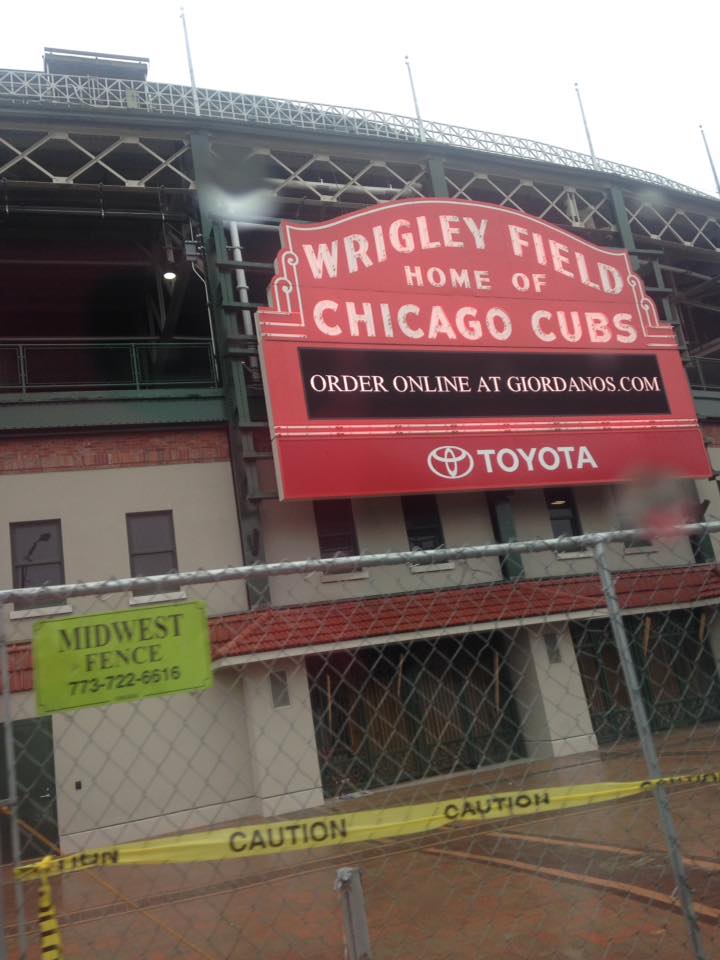 WRIGLEY FIELD
HOME OF
CHICAGO CUBS
ORDER ONLINE AT GIORDANOS.COM
TOYOTA
MIDWEST
FENCE
773-722-6616
TION CAUTION CAUTION CAUTION